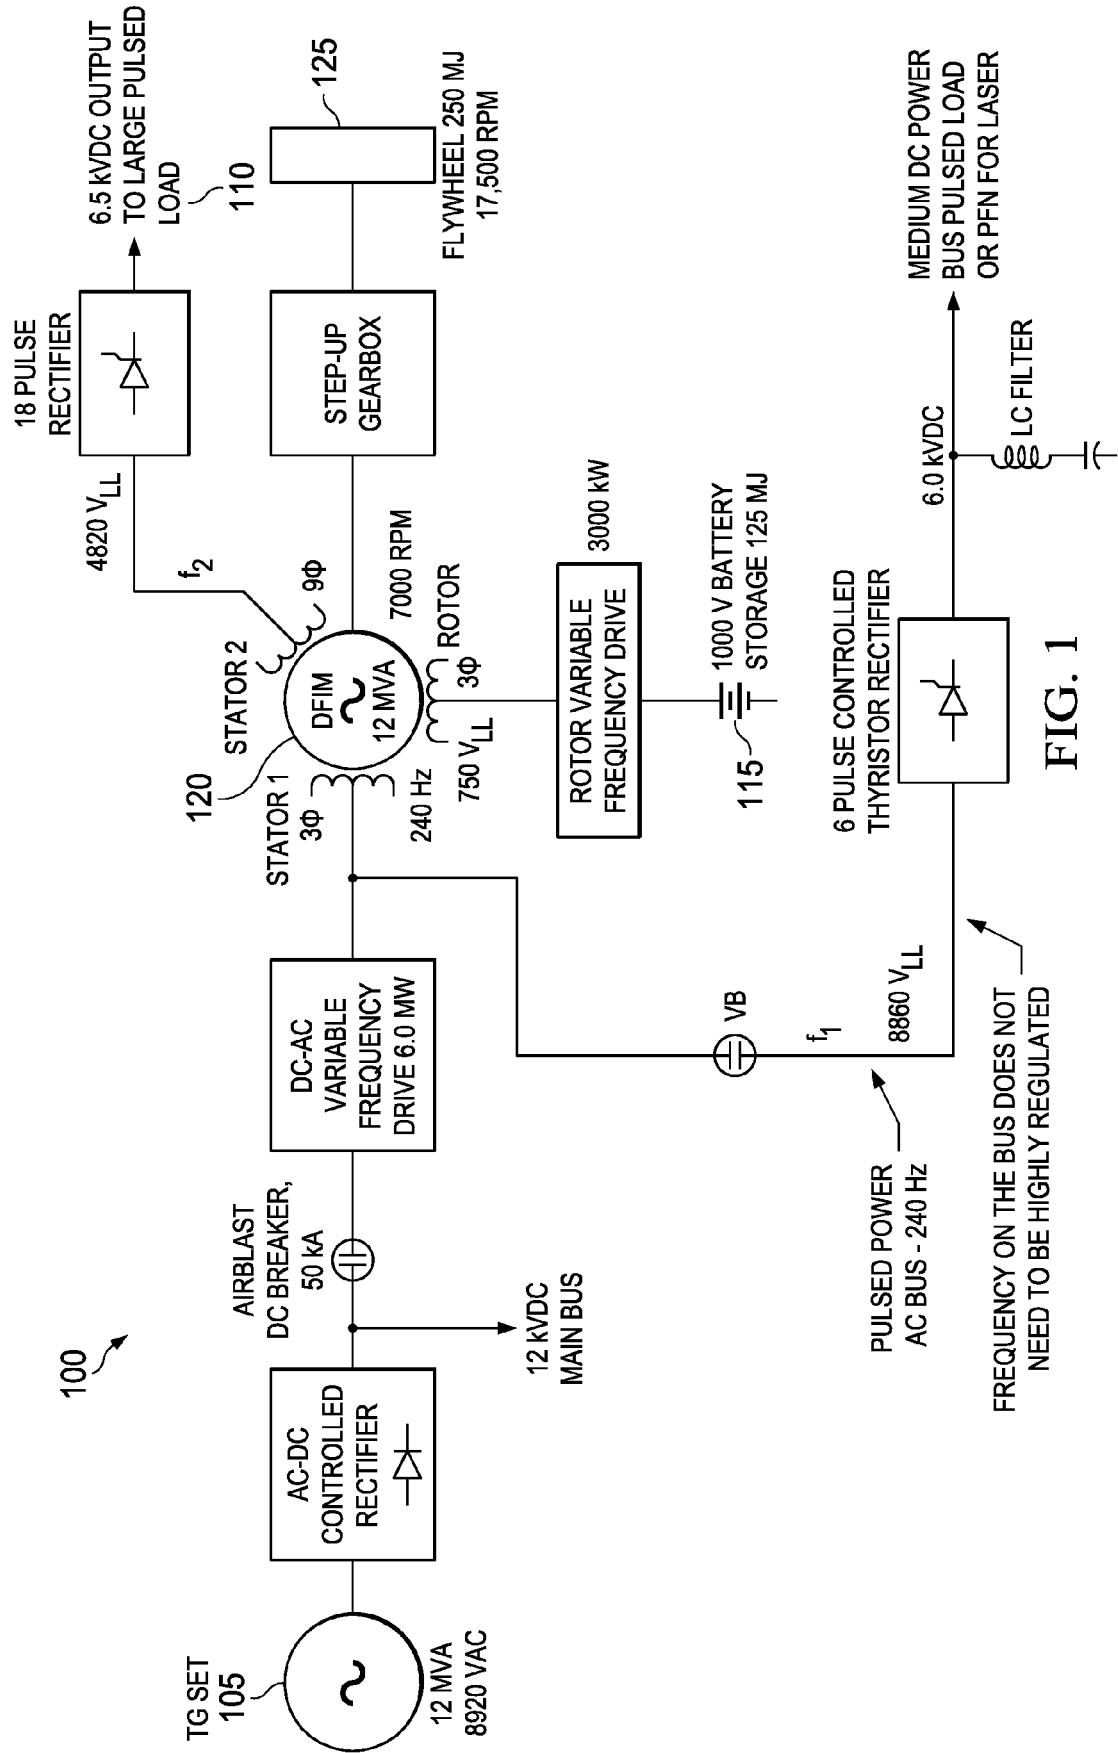 100
TG SET
105
12 MVA
8920 VAC
AC-DC
CONTROLLED
RECTIFIER
12 kVDC
MAIN BUS
AIRBLAST
DC BREAKER,
50 kA
DC-AC
VARIABLE
FREQUENCY
DRIVE 6.0 MW
120
STATOR 1
3Φ
240 Hz
STATOR 2
9Φ
DFIM
12 MVA
750 VLL
3Φ
ROTOR
7000 RPM
f2
4820 VLL
18 PULSE
RECTIFIER
6.5 kVDC OUTPUT
TO LARGE PULSED
LOAD
110
STEP-UP
GEARBOX
125
FLYWHEEL 250 MJ
17,500 RPM
ROTOR VARIABLE
FREQUENCY DRIVE
3000 kW
115
1000 V BATTERY
STORAGE 125 MJ
VB
f1
8860 VLL
PULSED POWER
AC BUS - 240 Hz
FREQUENCY ON THE BUS DOES NOT
NEED TO BE HIGHLY REGULATED
6 PULSE CONTROLLED
THYRISTOR RECTIFIER
6.0 kVDC
LC FILTER
MEDIUM DC POWER
BUS PULSED LOAD
OR PFN FOR LASER
FIG. 1